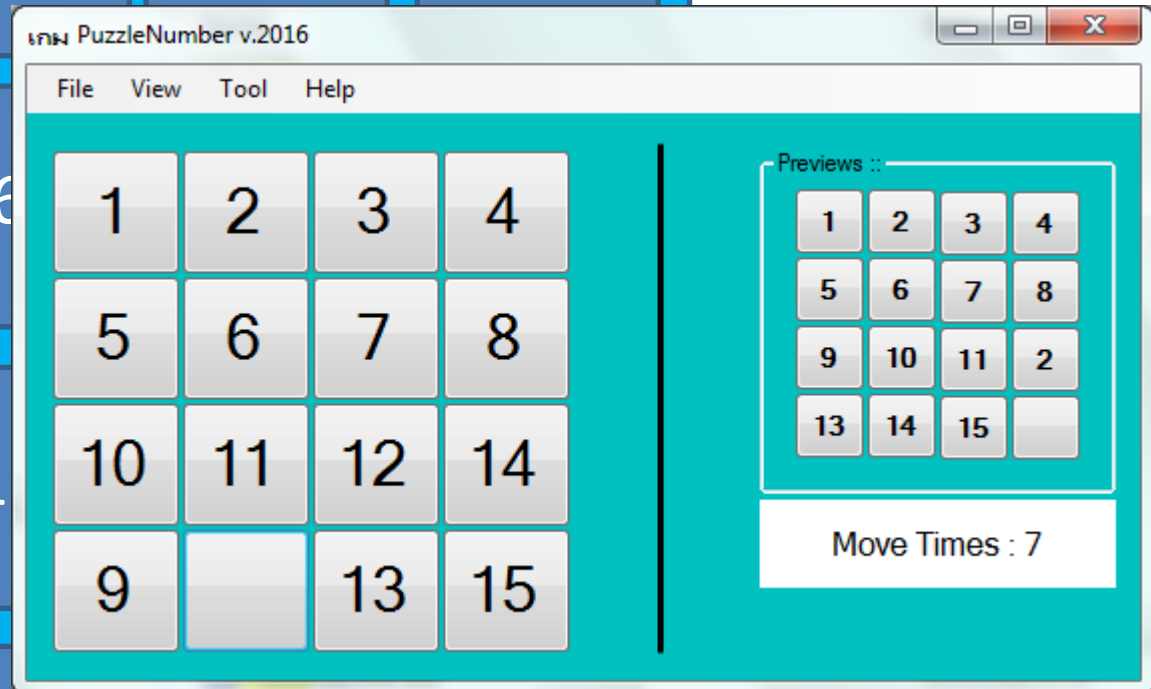 เกม PuzzleNumber v.2016
File View Tool Help
1 2 3 4
5 6 7 8
10 11 12 14
9 13 15
Previews ::
1 2 3 4
5 6 7 8
9 10 11 2
13 14 15
Move Times : 7